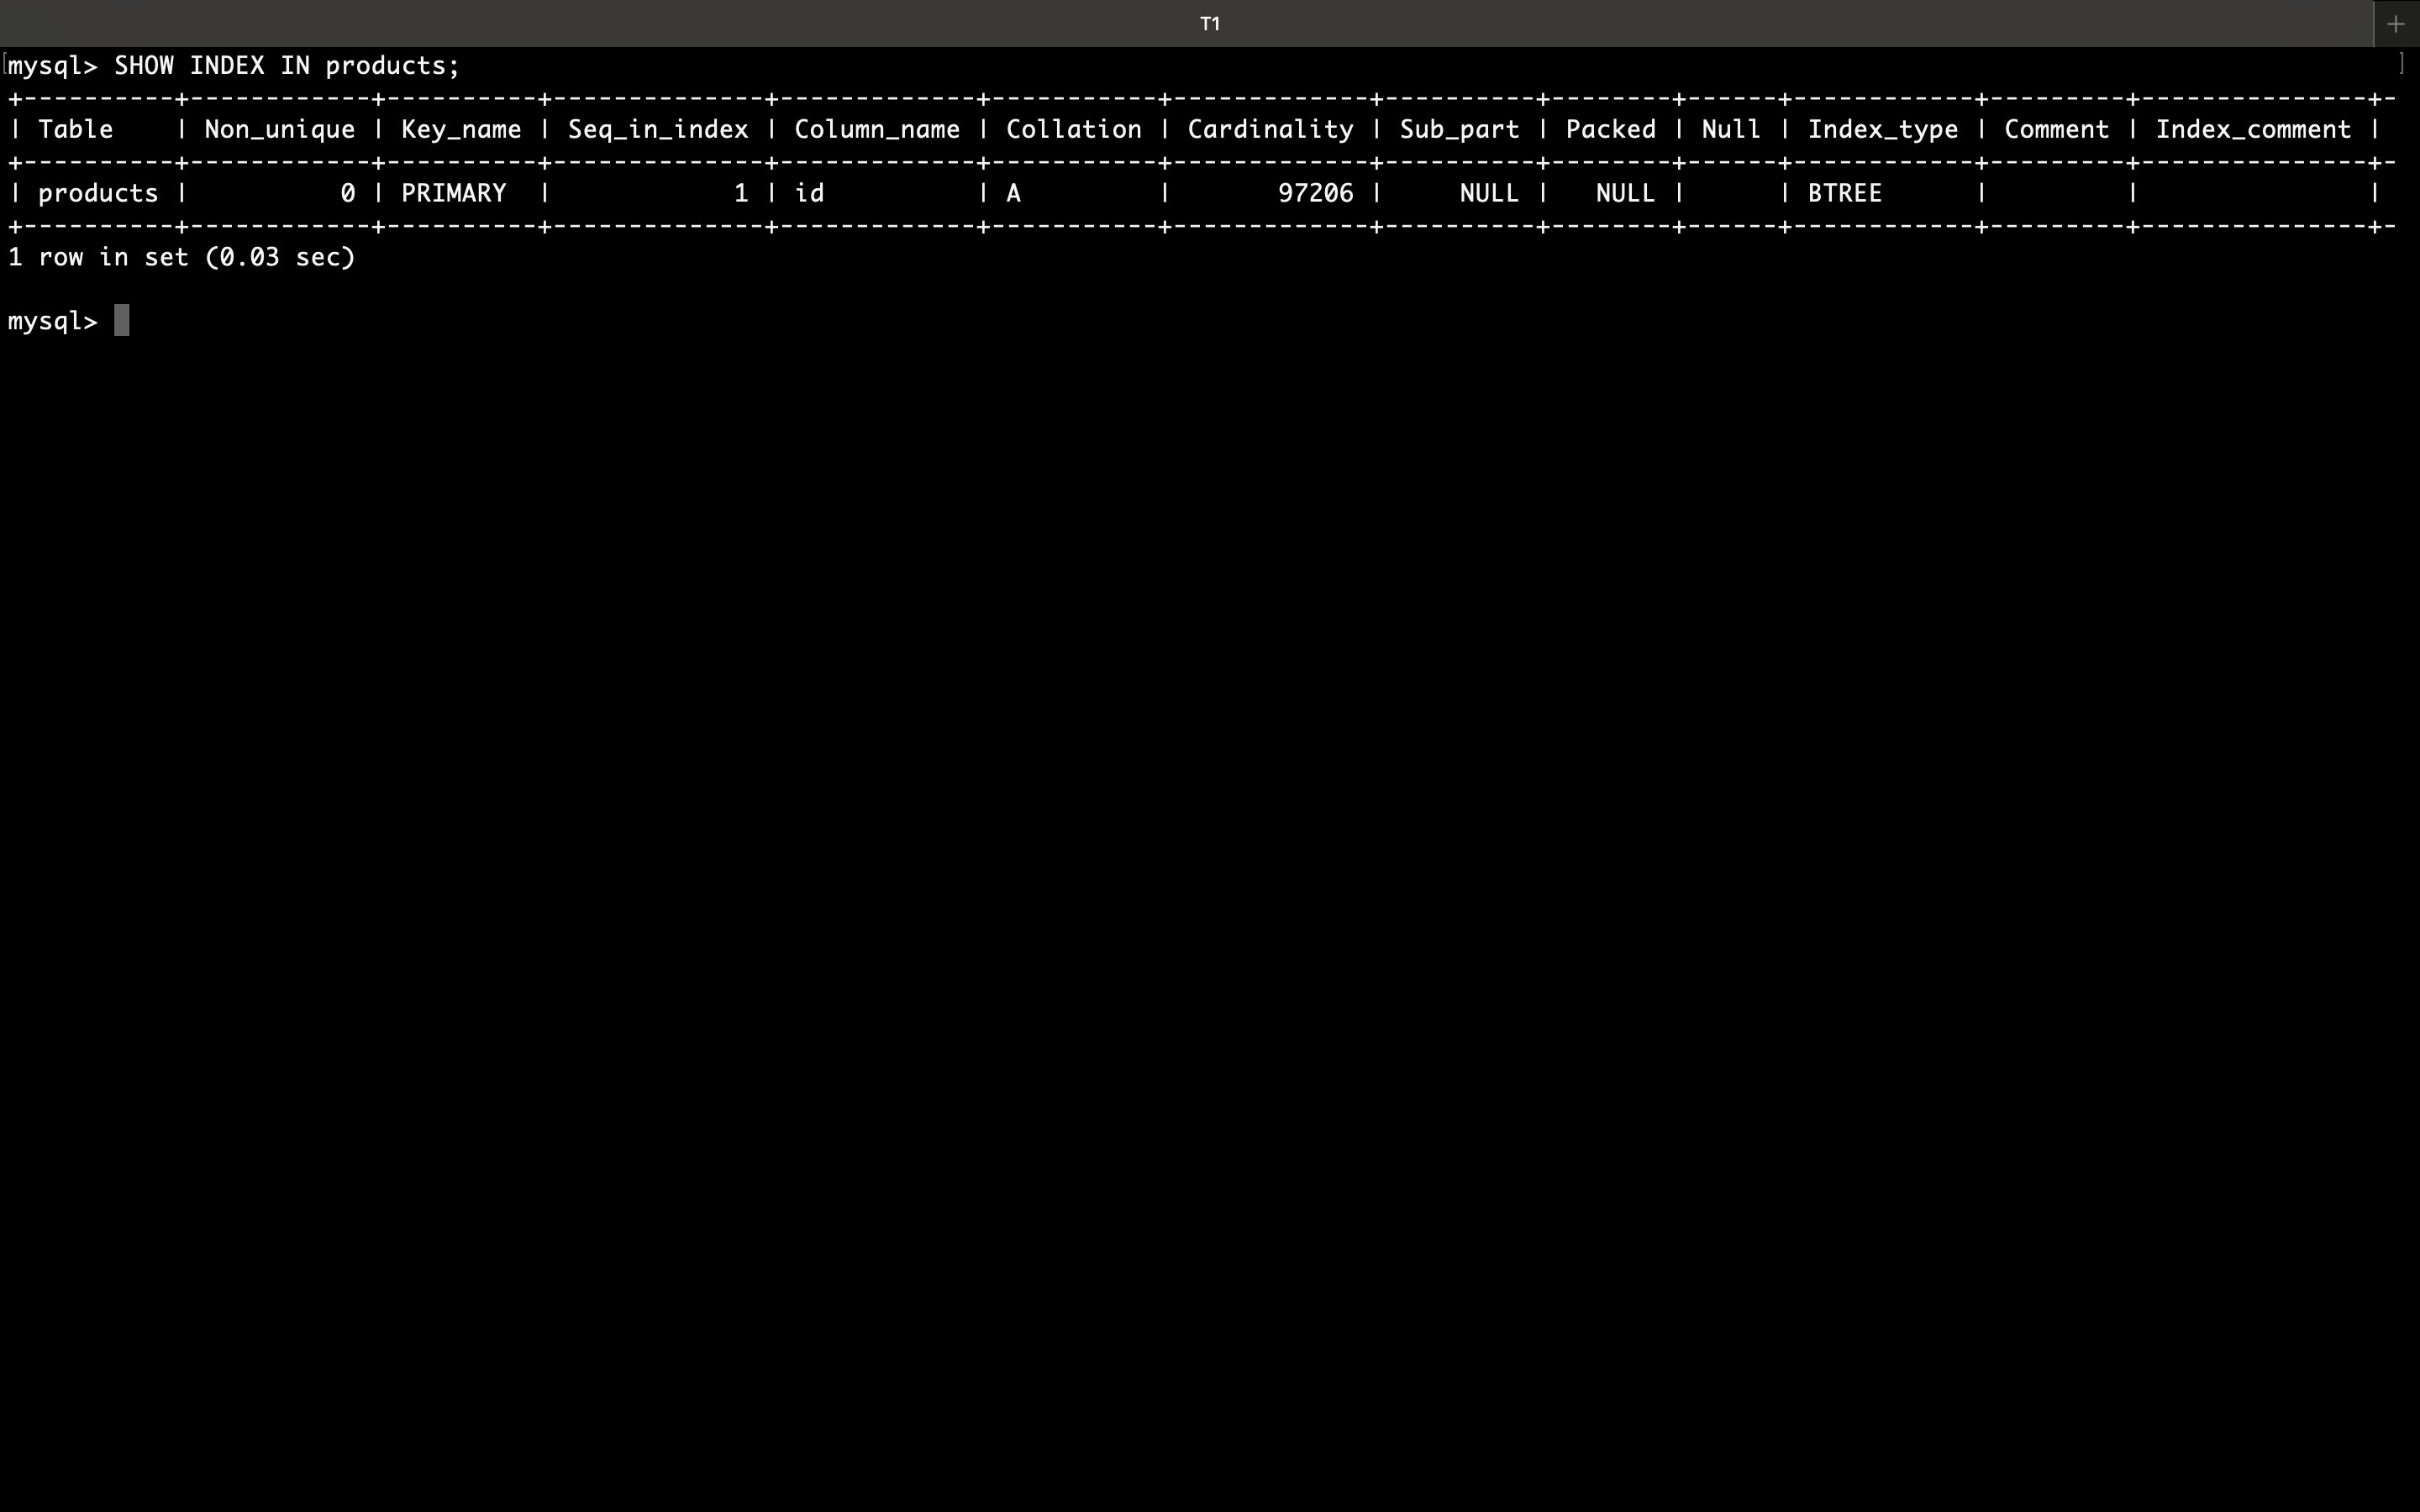 T1
+
mysql> SHOW INDEX IN products;
+----------+------------+----------+--------------+-------------+-----------+-------------+----------+--------+------+------------+---------+---------------+-
| Table    | Non_unique | Key_name | Seq_in_index | Column_name | Collation | Cardinality | Sub_part | Packed | Null | Index_type | Comment | Index_comment |
+----------+------------+----------+--------------+-------------+-----------+-------------+----------+--------+------+------------+---------+---------------+-
| products |          0 | PRIMARY  |            1 | id          | A         |       97206 |     NULL |   NULL |      | BTREE      |         |               |
+----------+------------+----------+--------------+-------------+-----------+-------------+----------+--------+------+------------+---------+---------------+-
1 row in set (0.03 sec)
mysql>